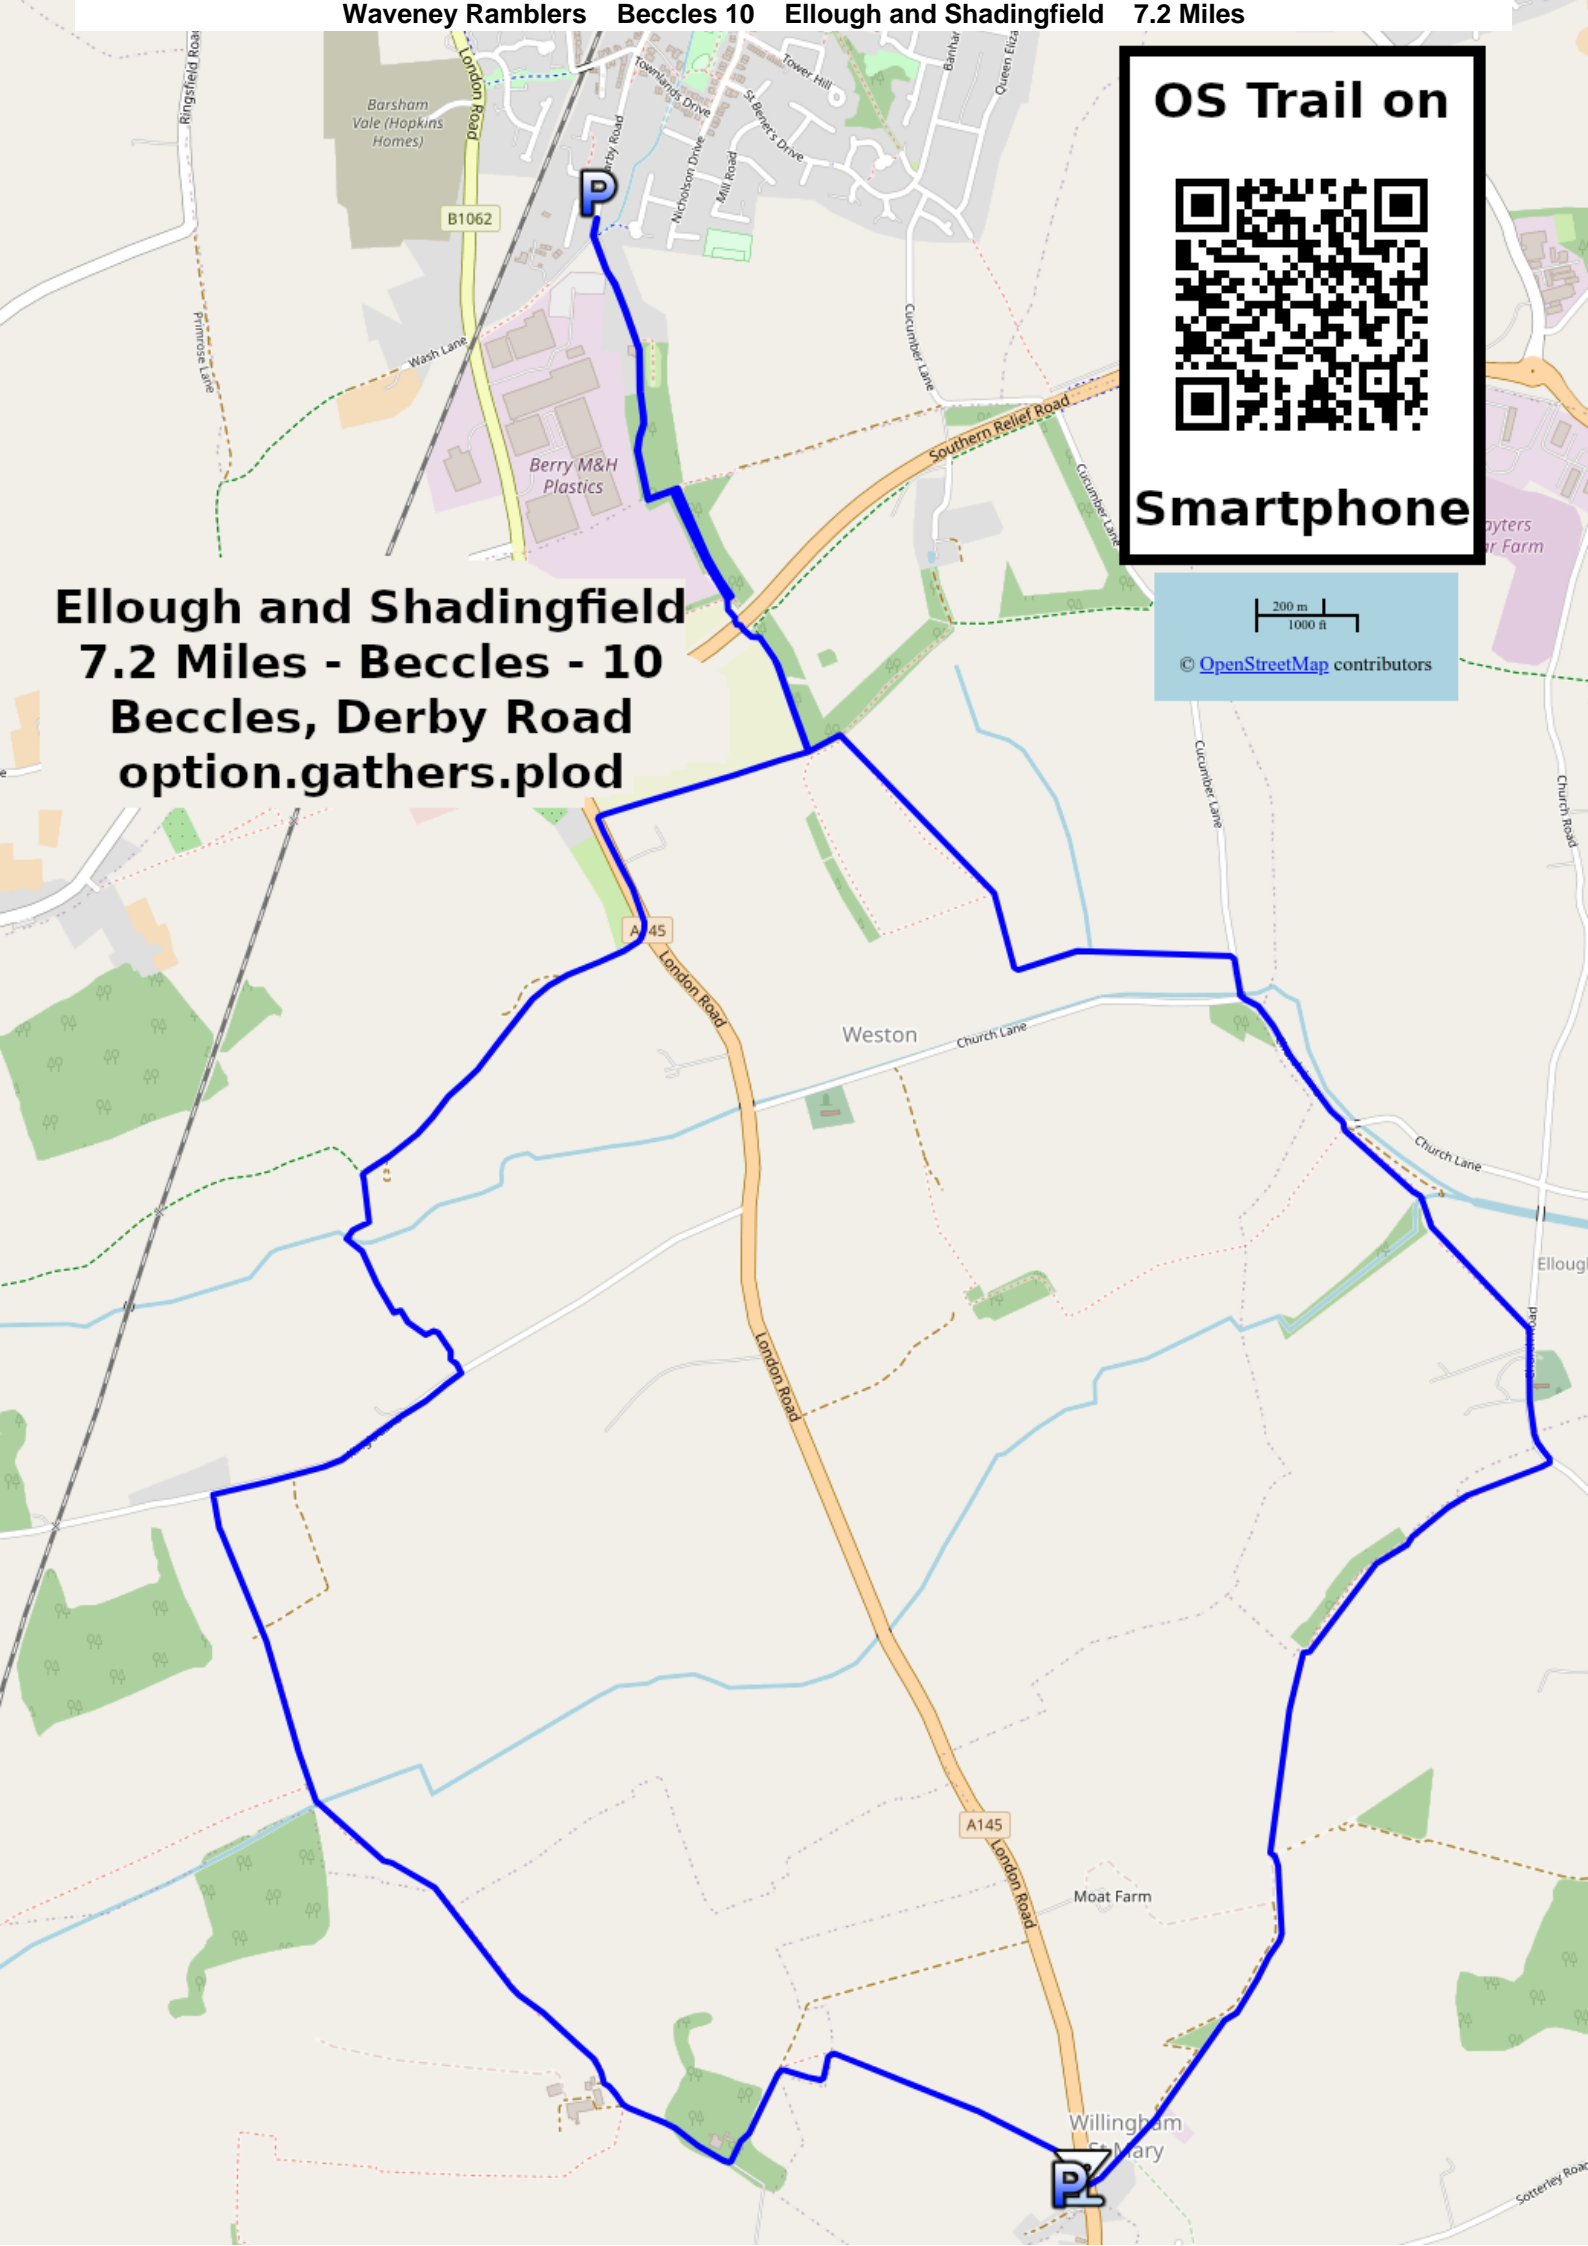 Waveney Ramblers Beccles 10 Ellough and Shadingfield 7.2 Miles
OS Trail on
Smartphone
Ringsfield Road
London Road
Barsham
Vale (Hopkins
Homes)
B1062
Townlands Drive
Tower Hill
St Benet's Drive
Nicholson Drive
Mill Road
P
Primrose Lane
Wash Lane
Berry M&H
Plastics
Cucumber Lane
Southern Relief Road
Cucumber Lane
Ellough and Shadingfield
7.2 Miles - Beccles - 10
Beccles, Derby Road
option.gathers.plod
200 m
1000 ft
© OpenStreetMap contributors
Cucumber Lane
Church Road
London Road
Weston
Church Lane
Church Lane
London Road
A145
London Road
Moat Farm
Willingham
St Mary
P